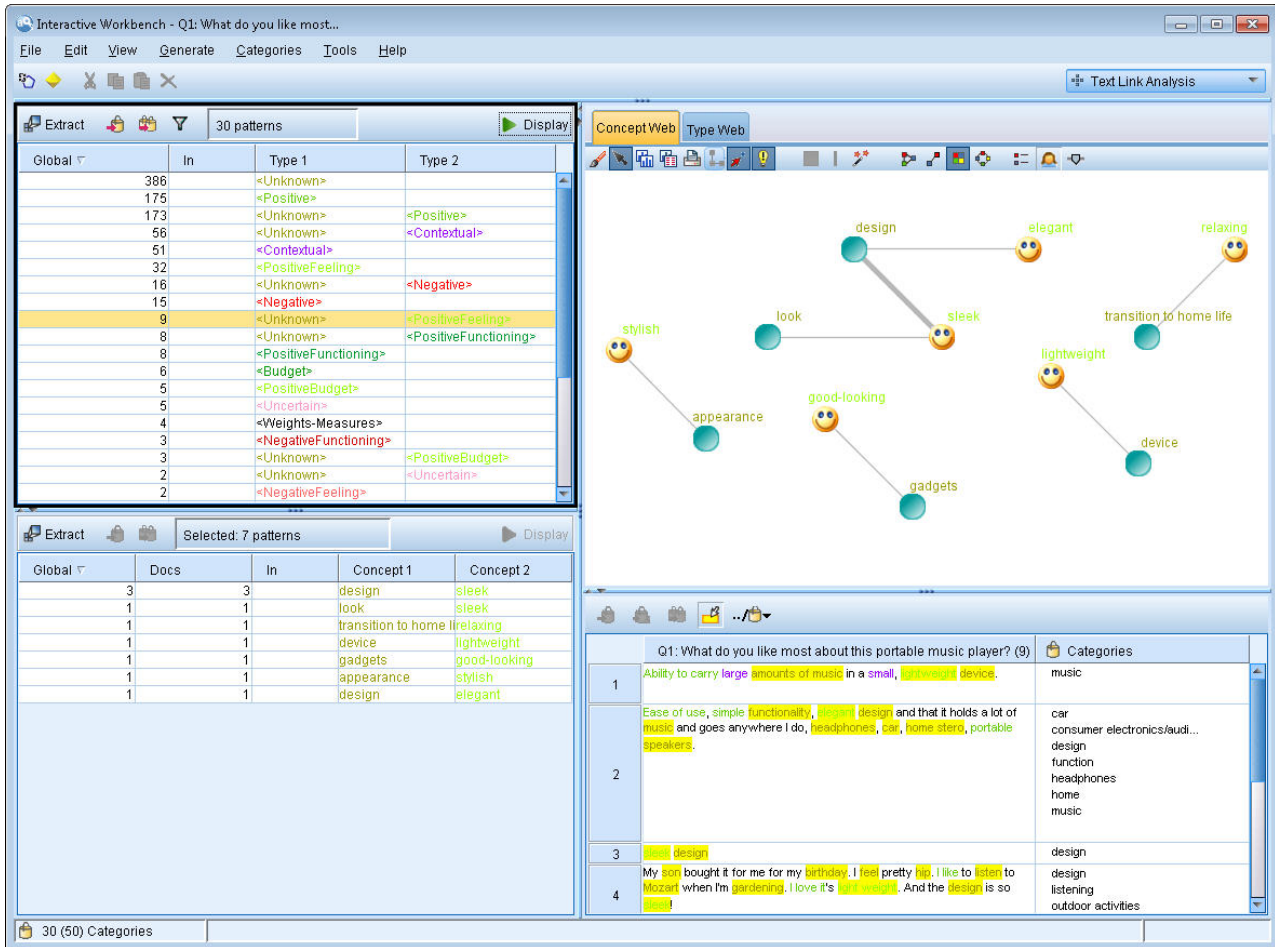 Interactive Workbench - Q1: What do you like most...
File Edit View Generate Categories Tools Help
Text Link Analysis
Extract 30 patterns Display
Global In Type 1 Type 2
386 <Unknown>
175 <Positive>
173 <Unknown> <Positive>
56 <Unknown> <Contextual>
51 <Contextual>
32 <PositiveFeeling>
16 <Unknown> <Negative>
15 <Negative>
9 <Unknown> <PositiveFeeling>
8 <Unknown> <PositiveFunctioning>
8 <PositiveFunctioning>
6 <Budget>
5 <PositiveBudget>
5 <Uncertain>
4 <Weights-Measures>
3 <NegativeFunctioning>
3 <Unknown> <PositiveBudget>
2 <Unknown> <Uncertain>
2 <NegativeFeeling>
Extract Selected: 7 patterns Display
Global Docs In Concept 1 Concept 2
3 3 design sleek
1 1 look sleek
1 1 transition to home li relaxing
1 1 device lightweight
1 1 gadgets good-looking
1 1 appearance stylish
1 1 design elegant
Concept Web Type Web
design elegant relaxing
look sleek transition to home life
stylish
lightweight
good-looking
appearance
device
gadgets
../
Q1: What do you like most about this portable music player? (9) Categories
1 Ability to carry large amounts of music in a small, lightweight device. music
2 Ease of use, simple functionality, elegant design and that it holds a lot of
music and goes anywhere I do, headphones, car, home stero, portable
speakers.
car
consumer electronics/audi...
design
function
headphones
home
music
3 sleek design design
4 My son bought it for me for my birthday. I feel pretty hip. I like to listen to
Mozart when I'm gardening. I love it's light weight. And the design is so
sleek!
design
listening
outdoor activities
30 (50) Categories